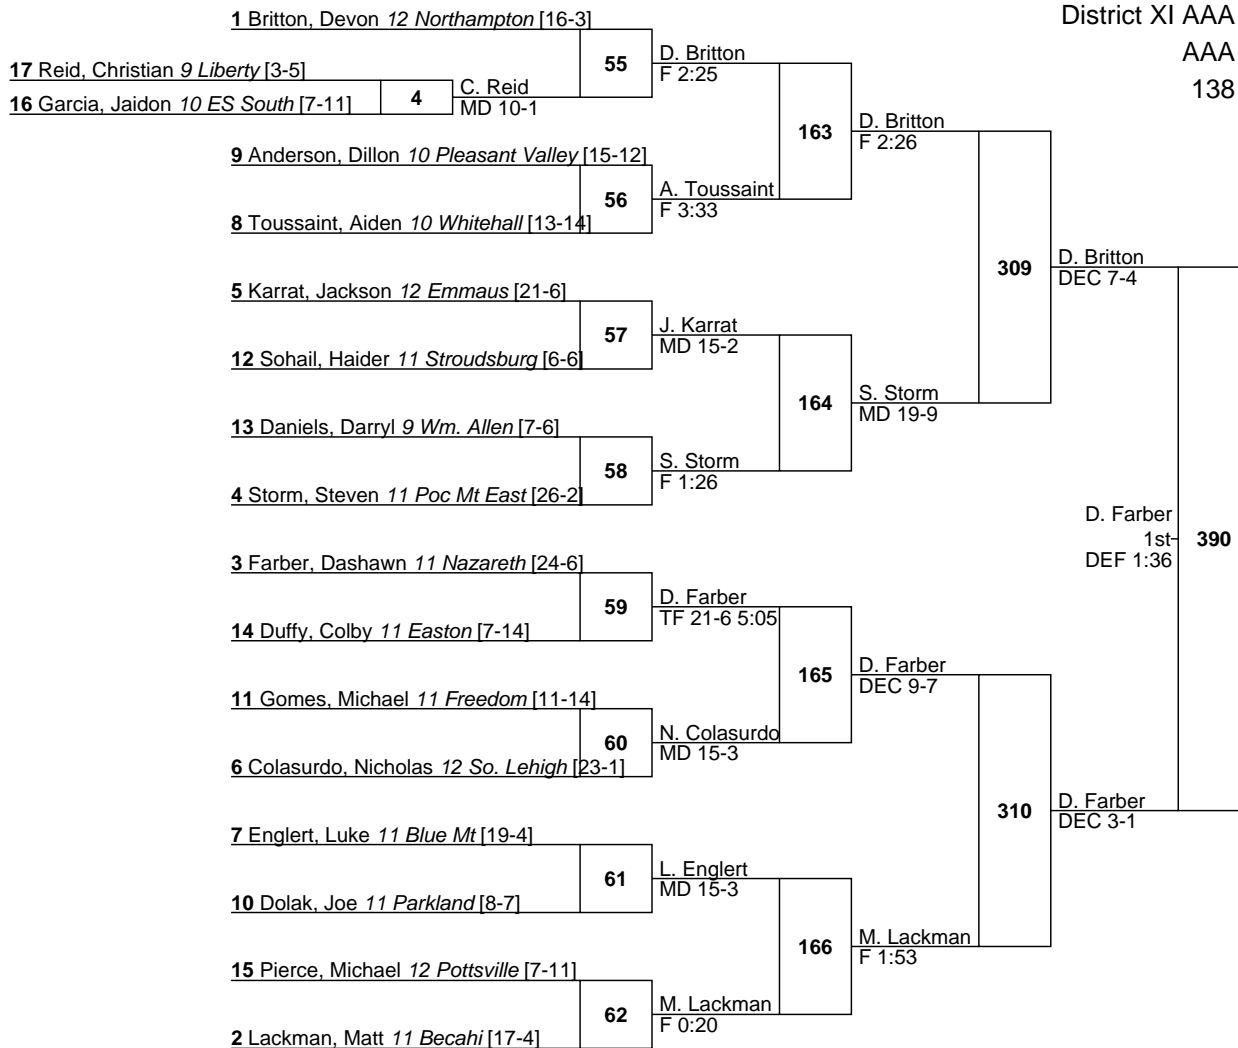 District XI AAA
AAA
138
1 Britton, Devon 12 Northampton [16-3]
17 Reid, Christian 9 Liberty [3-5]
16 Garcia, Jaidon 10 ES South [7-11]
4
C. Reid
MD 10-1
55
D. Britton
F 2:25
9 Anderson, Dillon 10 Pleasant Valley [15-12]
8 Toussaint, Aiden 10 Whitehall [13-14]
56
A. Toussaint
F 3:33
163
D. Britton
F 2:26
5 Karrat, Jackson 12 Emmaus [21-6]
12 Sohail, Haider 11 Stroudsburg [6-6]
57
J. Karrat
MD 15-2
13 Daniels, Darryl 9 Wm. Allen [7-6]
4 Storm, Steven 11 Poc Mt East [26-2]
58
S. Storm
F 1:26
164
S. Storm
MD 19-9
309
D. Britton
DEC 7-4
3 Farber, Dashawn 11 Nazareth [24-6]
14 Duffy, Colby 11 Easton [7-14]
59
D. Farber
TF 21-6 5:05
11 Gomes, Michael 11 Freedom [11-14]
6 Colasurdo, Nicholas 12 So. Lehigh [23-1]
60
N. Colasurdo
MD 15-3
165
D. Farber
DEC 9-7
7 Englert, Luke 11 Blue Mt [19-4]
10 Dolak, Joe 11 Parkland [8-7]
61
L. Englert
MD 15-3
15 Pierce, Michael 12 Pottsville [7-11]
2 Lackman, Matt 11 Becahi [17-4]
62
M. Lackman
F 0:20
166
M. Lackman
F 1:53
310
D. Farber
DEC 3-1
D. Farber
1st
DEF 1:36
390